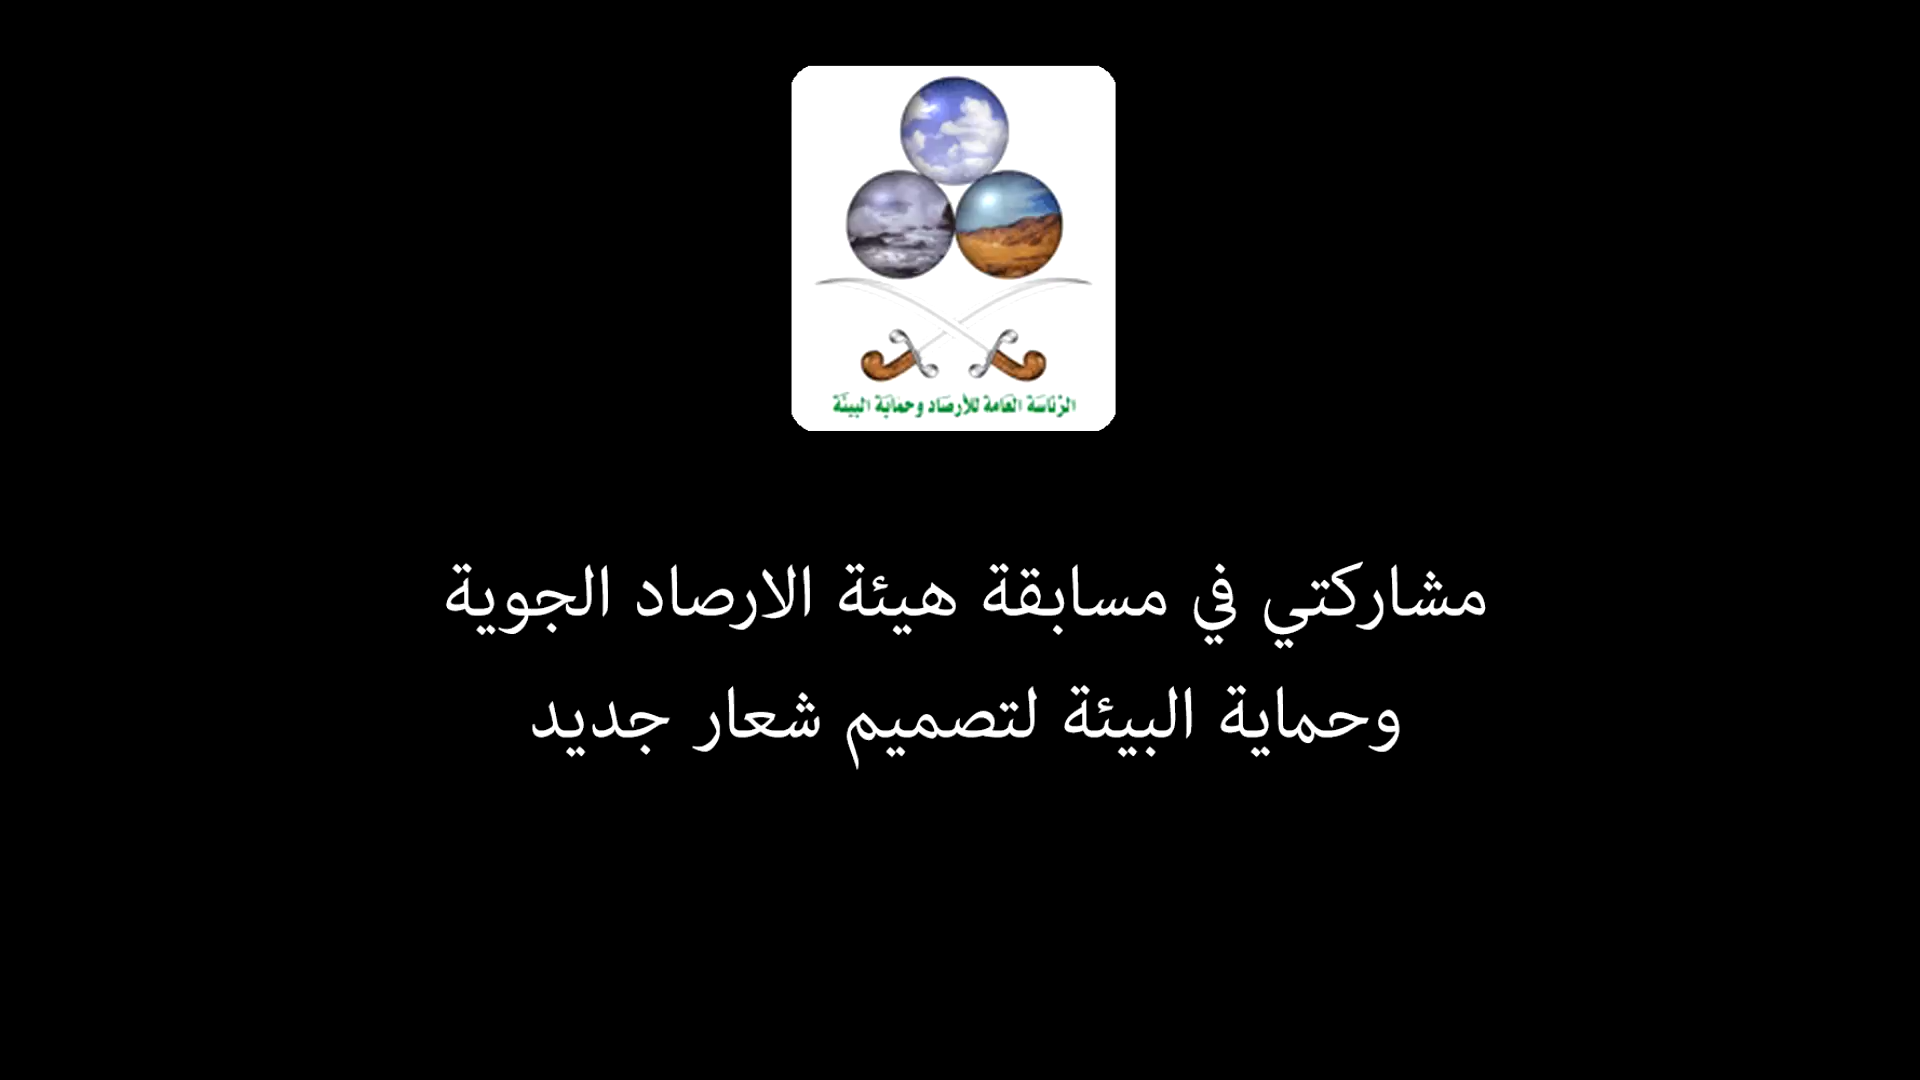 الرئاسة العامة للأرصاد وحماية البيئة
مشاركتي في مسابقة هيئة الارصاد الجوية
وحماية البيئة لتصميم شعار جديد